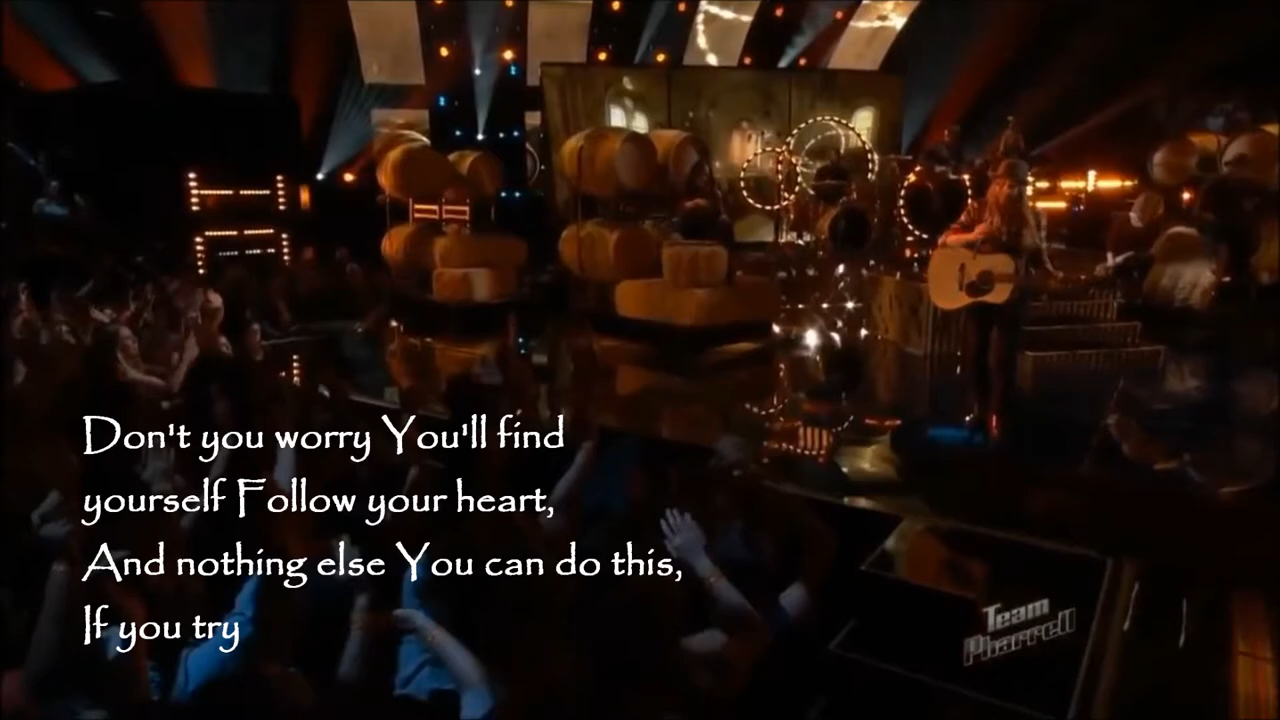 Don't you worry You'll find
yourself Follow your heart,
And nothing else You can do this,
If you try
Team
Pharrell